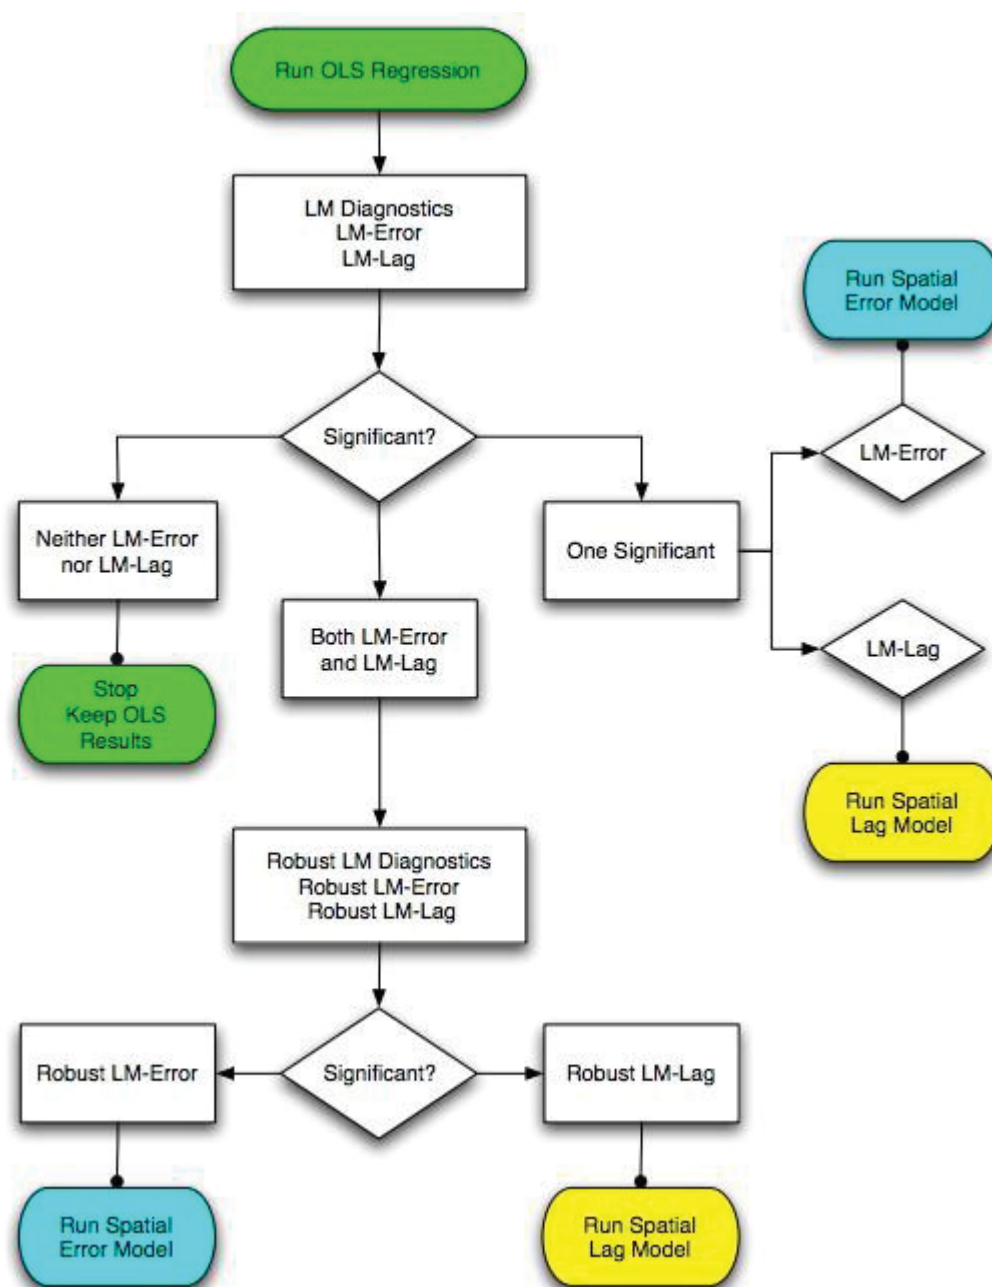 Run OLS Regression
LM Diagnostics
LM-Error
LM-Lag
Run Spatial
Error Model
Significant?
LM-Error
Neither LM-Error
nor LM-Lag
One Significant
Both LM-Error
and LM-Lag
LM-Lag
Stop
Keep OLS
Results
Run Spatial
Lag Model
Robust LM Diagnostics
Robust LM-Error
Robust LM-Lag
Robust LM-Error
Significant?
Robust LM-Lag
Run Spatial
Error Model
Run Spatial
Lag Model